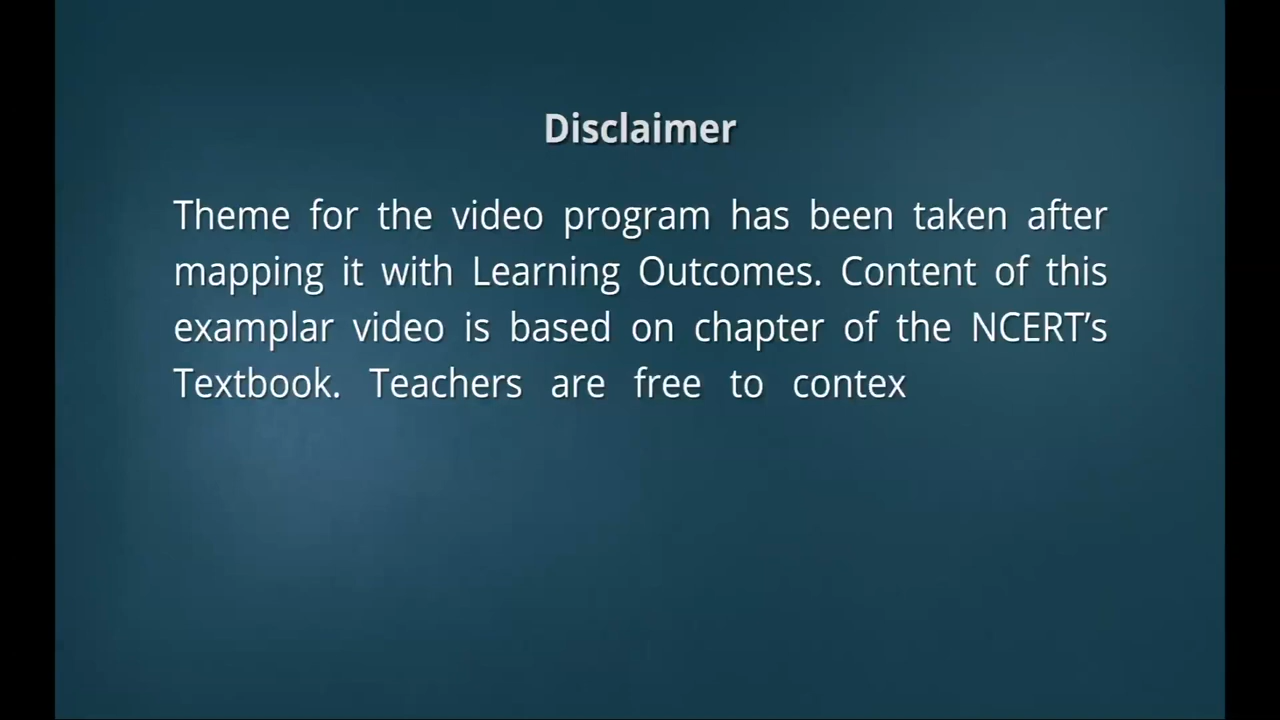 Disclaimer
Theme for the video program has been taken after
mapping it with Learning Outcomes. Content of this
examplar video is based on chapter of the NCERT’s
Textbook. Teachers are free to contex